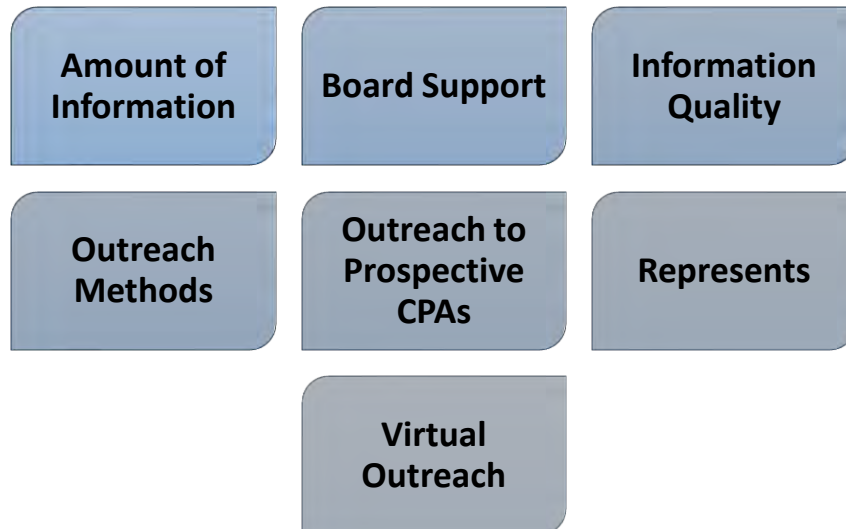 Amount of
Information
Board Support
Information
Quality
Outreach
Methods
Outreach to
Prospective
CPAs
Represents
Virtual
Outreach